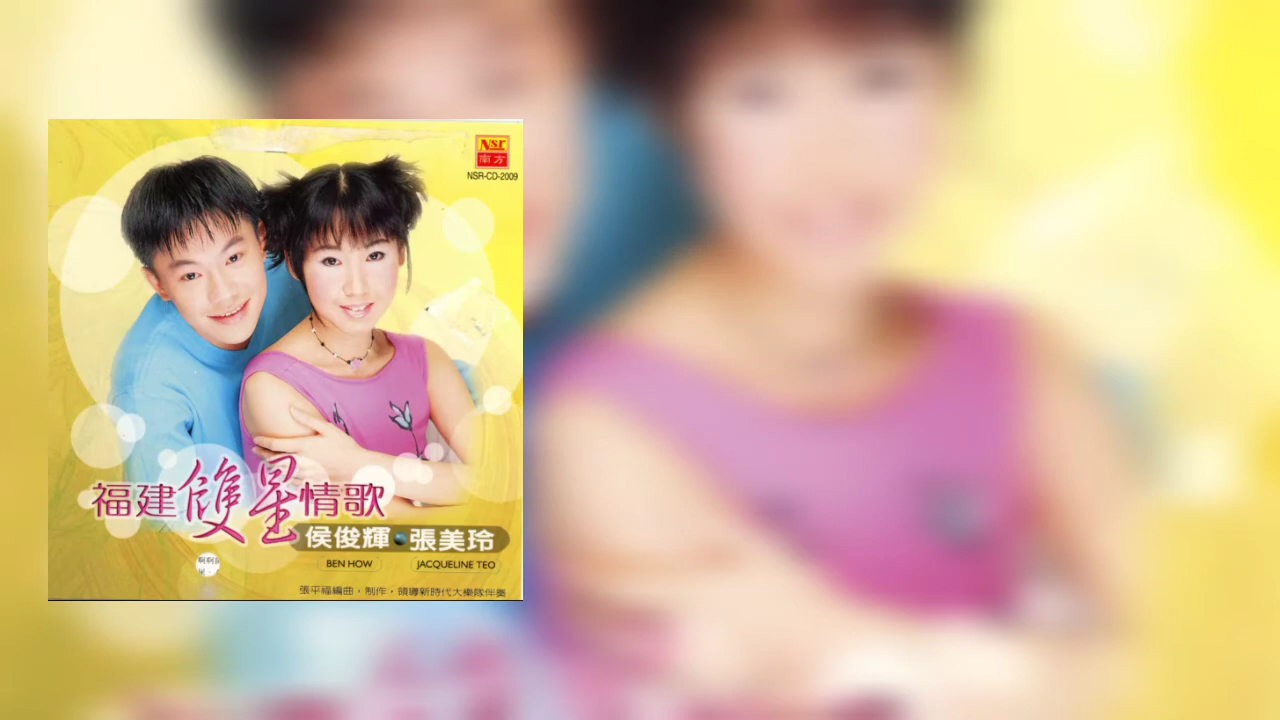 Nsr
南方
NSR-CD-2009
福建雙星情歌
侯俊輝•張美玲
BEN HOW
JACQUELINE TEO
張平福編曲，制作，領導新時代大樂隊伴奏